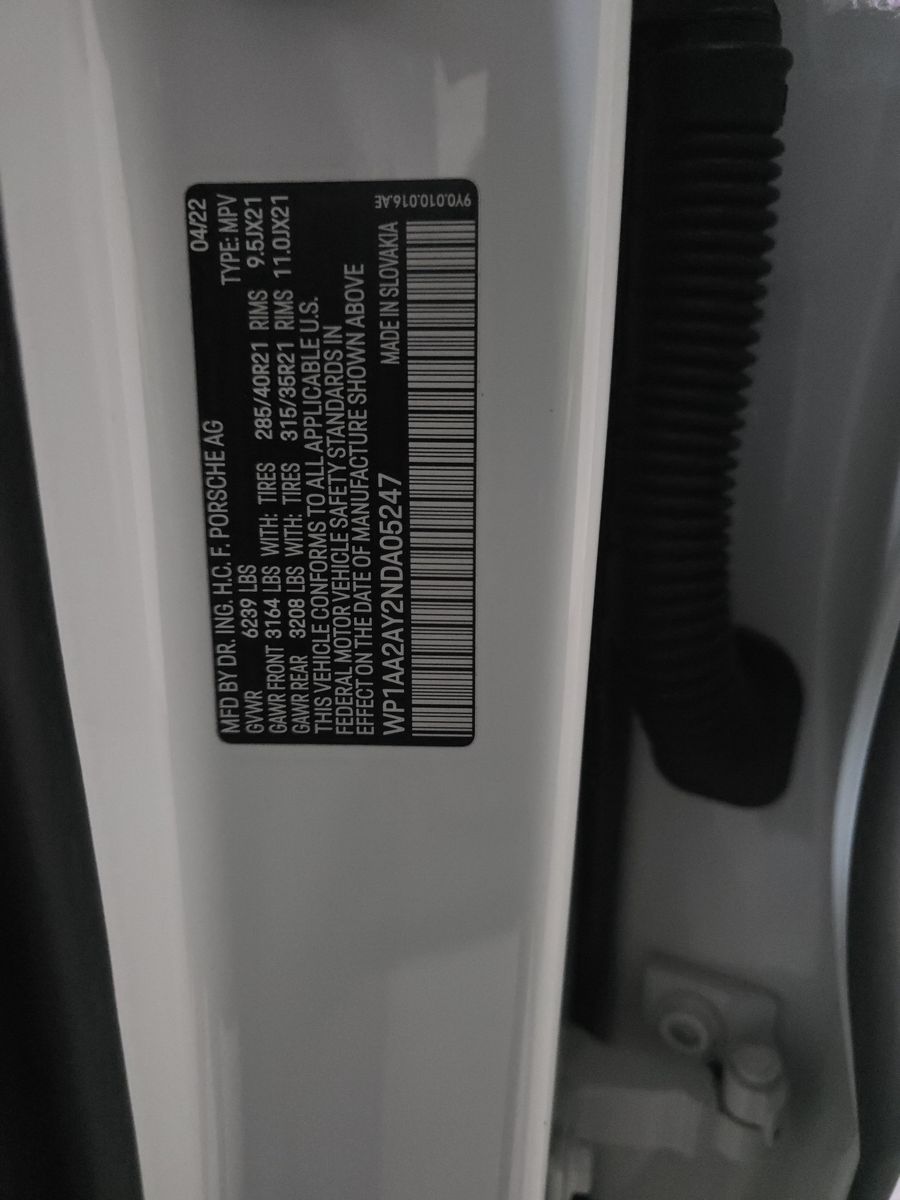 MFD BY DR. ING. H.C. F. PORSCHE AG 04/22
GVWR 6239 LBS TYPE: MPV
GAWR FRONT 3164 LBS WITH: TIRES 285/40R21 RIMS 9.5JX21
GAWR REAR 3208 LBS WITH: TIRES 315/35R21 RIMS 11.0JX21
THIS VEHICLE CONFORMS TO ALL APPLICABLE U.S.
FEDERAL MOTOR VEHICLE SAFETY STANDARDS IN
EFFECT ON THE DATE OF MANUFACTURE SHOWN ABOVE
WP1AA2AY2NDA05247 MADE IN SLOVAKIA
9Y0.010.016.AE